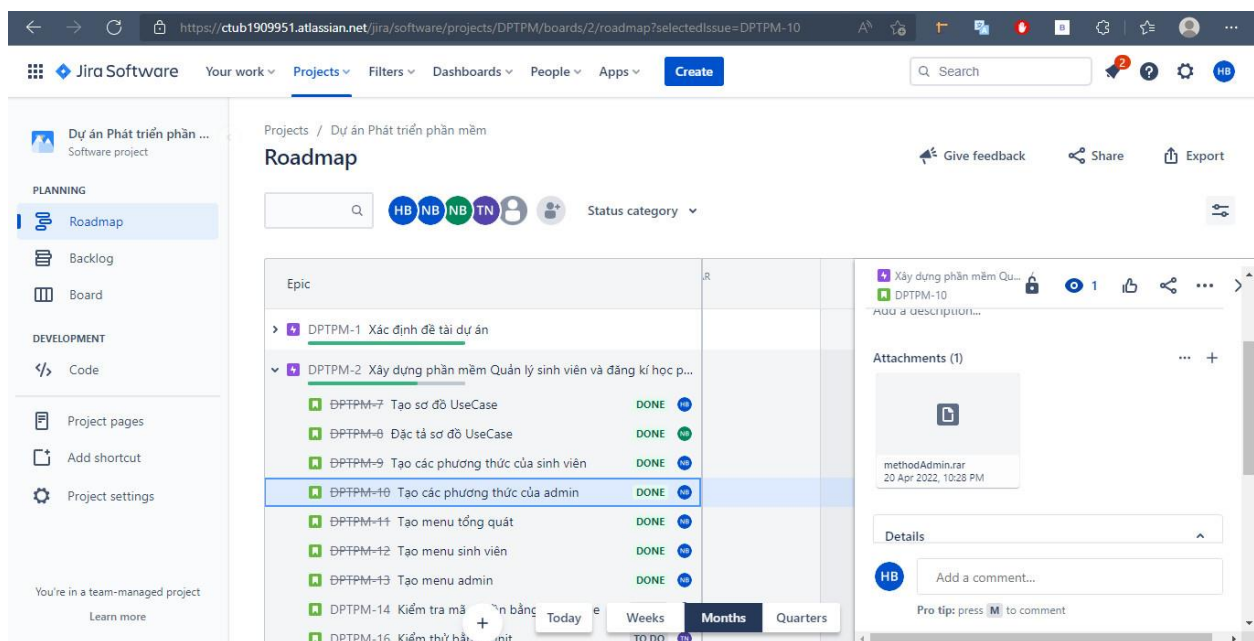 https://ctub1909951.atlassian.net/jira/software/projects/DPTPM/boards/2/roadmap?selectedIssue=DPTPM-10
Jira Software Your work Projects Filters Dashboards People Apps Create Search 2 HB
Dự án Phát triển phần ...
Software project
PLANNING
Roadmap
Backlog
Board
DEVELOPMENT
Code
Project pages
Add shortcut
Project settings
You're in a team-managed project
Learn more
Projects / Dự án Phát triển phần mềm
Roadmap
Give feedback Share Export
HB NB NB TN Status category
Epic
DPTPM-1 Xác định đề tài dự án
DPTPM-2 Xây dựng phần mềm Quản lý sinh viên và đăng kí học p...
DPTPM-7 Tạo sơ đồ UseCase DONE HB
DPTPM-8 Đặc tả sơ đồ UseCase DONE NB
DPTPM-9 Tạo các phương thức của sinh viên DONE NB
DPTPM-10 Tạo các phương thức của admin DONE NB
DPTPM-11 Tạo menu tổng quát DONE NB
DPTPM-12 Tạo menu sinh viên DONE NB
DPTPM-13 Tạo menu admin DONE NB
DPTPM-14 Kiểm tra mã
DPTPM-16 Kiểm thử TO DO TN
Today Weeks Months Quarters
Xây dựng phần mềm Qu...
DPTPM-10
1
Add a description...
Attachments (1)
methodAdmin.rar
20 Apr 2022, 10:28 PM
Details
HB Add a comment...
Pro tip: press M to comment